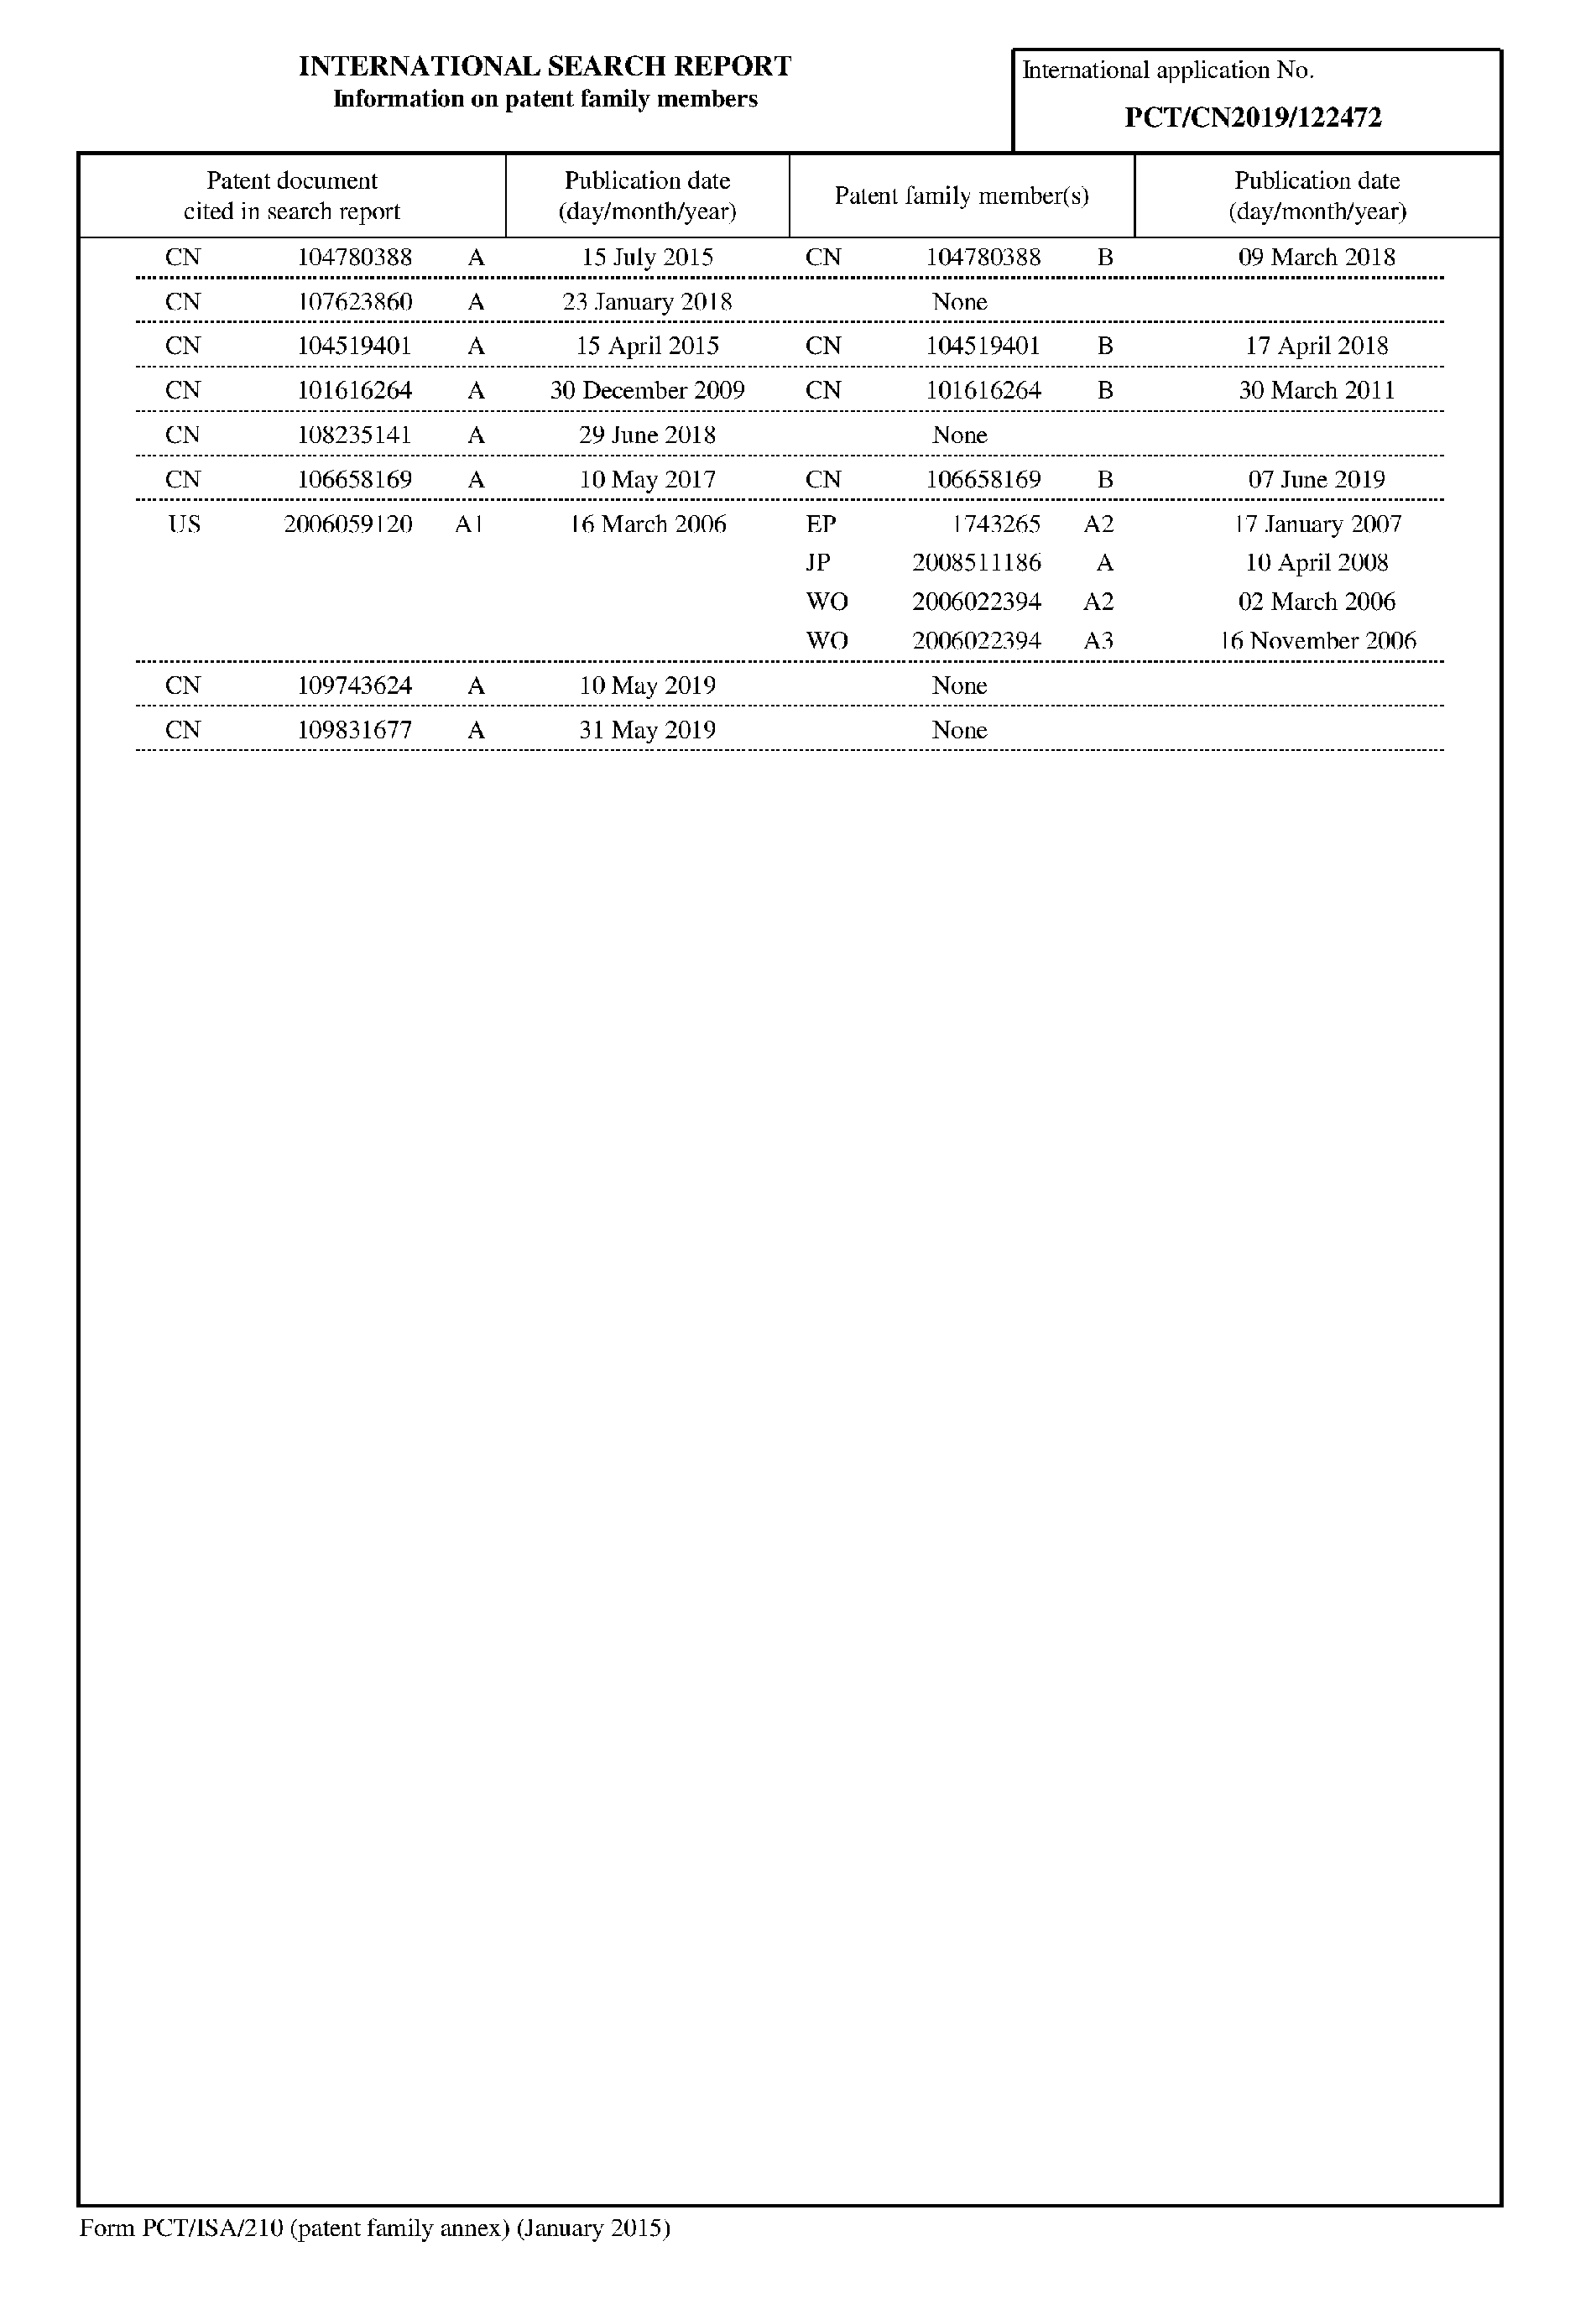 INTERNATIONAL SEARCH REPORT
Information on patent family members
International application No.
PCT/CN2019/122472
Patent document
cited in search report
Publication date
(day/month/year)
Patent family member(s)
Publication date
(day/month/year)
CN 104780388 A 15 July 2015 CN 104780388 B 09 March 2018
CN 107623860 A 23 January 2018 None
CN 104519401 A 15 April 2015 CN 104519401 B 17 April 2018
CN 101616264 A 30 December 2009 CN 101616264 B 30 March 2011
CN 108235141 A 29 June 2018 None
CN 106658169 A 10 May 2017 CN 106658169 B 07 June 2019
US 2006059120 A1 16 March 2006 EP 1743265 A2 17 January 2007
JP 2008511186 A 10 April 2008
WO 2006022394 A2 02 March 2006
WO 2006022394 A3 16 November 2006
CN 109743624 A 10 May 2019 None
CN 109831677 A 31 May 2019 None
Form PCT/ISA/210 (patent family annex) (January 2015)